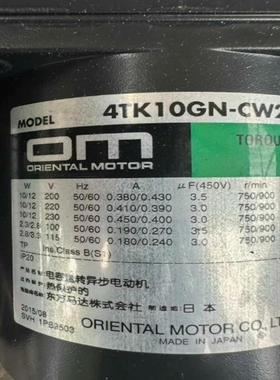 MODEL 4TK10GN-CW2
om
ORIENTAL MOTOR
TORQU
W V Hz A μF(450V) r/min
10/12 200 50/60 0.380/0.430 3.5 750/900
10/12 220 50/60 0.410/0.390 3.0 750/900
10/12 230 50/60 0.450/0.400 3.0 750/900
100 50/60 0.190/0.270 3.5 750/900
115 50/60 0.180/0.240 3.0 750/900
TP Ins.Class B
IP20
电容运转异步电动机
热保护的
东方马达株式会社 日本
2015/08
ORIENTAL MOTOR CO.,LT